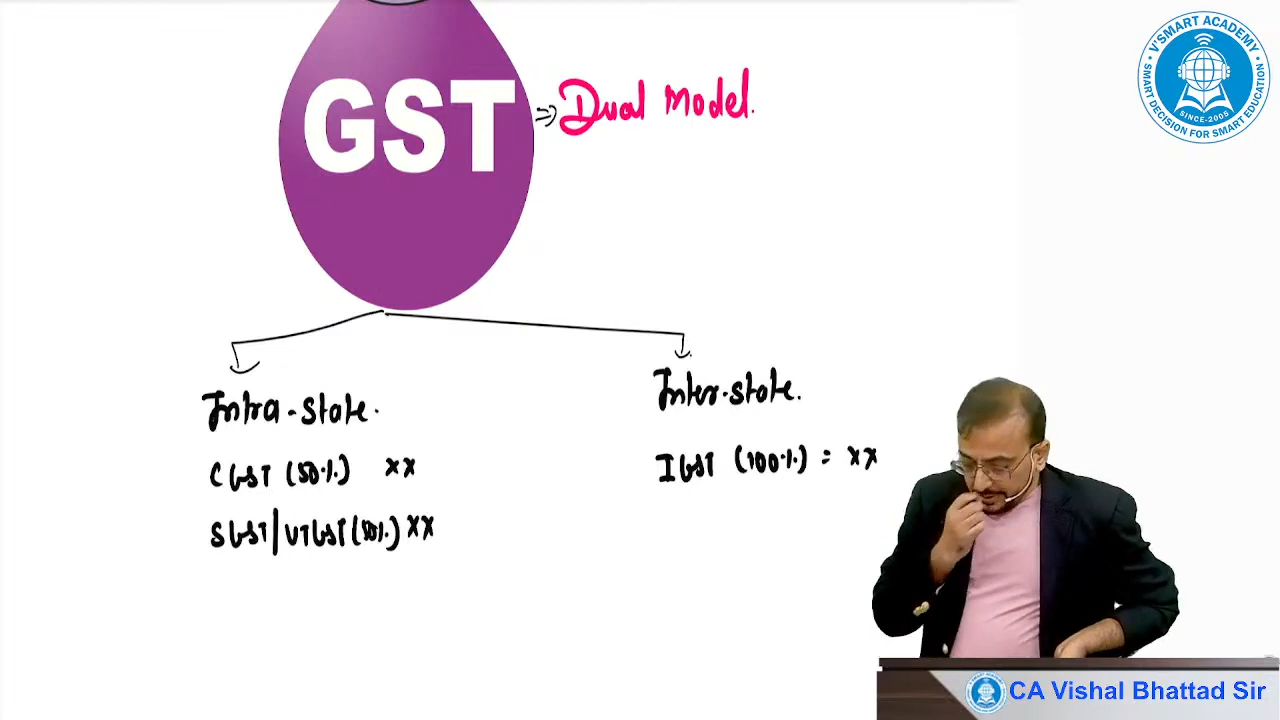 V'SMART ACADEMY
SMART DECISION FOR SMART EDUCATION
SINCE-2005
GST
⇒ Dual Model.
Intra-State.
Inter-state.
CGST (50%) xx
IGST (100%) = xx
SGST/UTGST (50%) xx
CA Vishal Bhattad Sir